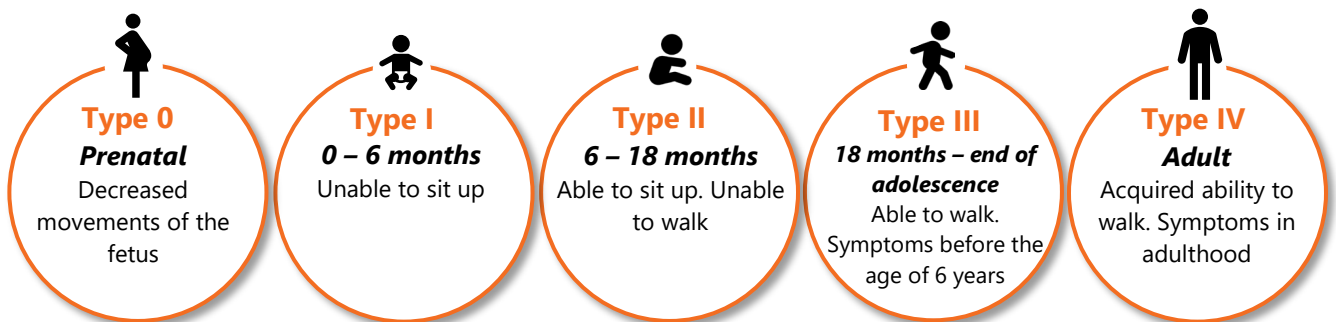 Type 0
Prenatal
Decreased
movements of the
fetus
Type I
0 – 6 months
Unable to sit up
Type II
6 – 18 months
Able to sit up. Unable
to walk
Type III
18 months – end of
adolescence
Able to walk.
Symptoms before the
age of 6 years
Type IV
Adult
Acquired ability to
walk. Symptoms in
adulthood